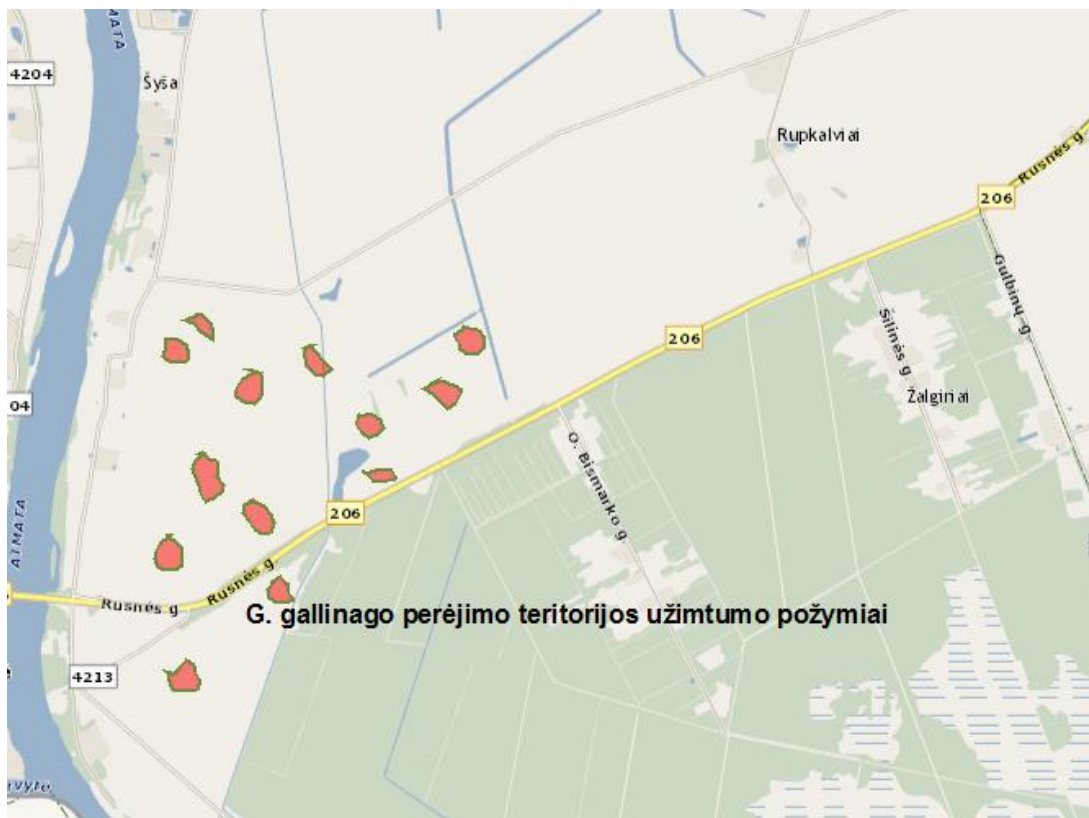 ATMATA
4204
Šyša
Rupkalviai
Rusnės g.
206
Gulbinų g.
206
Šilinės g.
Žalgiriai
04
O. Bismarko g.
206
ATMATA
Rusnės g.
Rusnės g.
G. gallinago perėjimo teritorijos užimtumo požymiai
4213